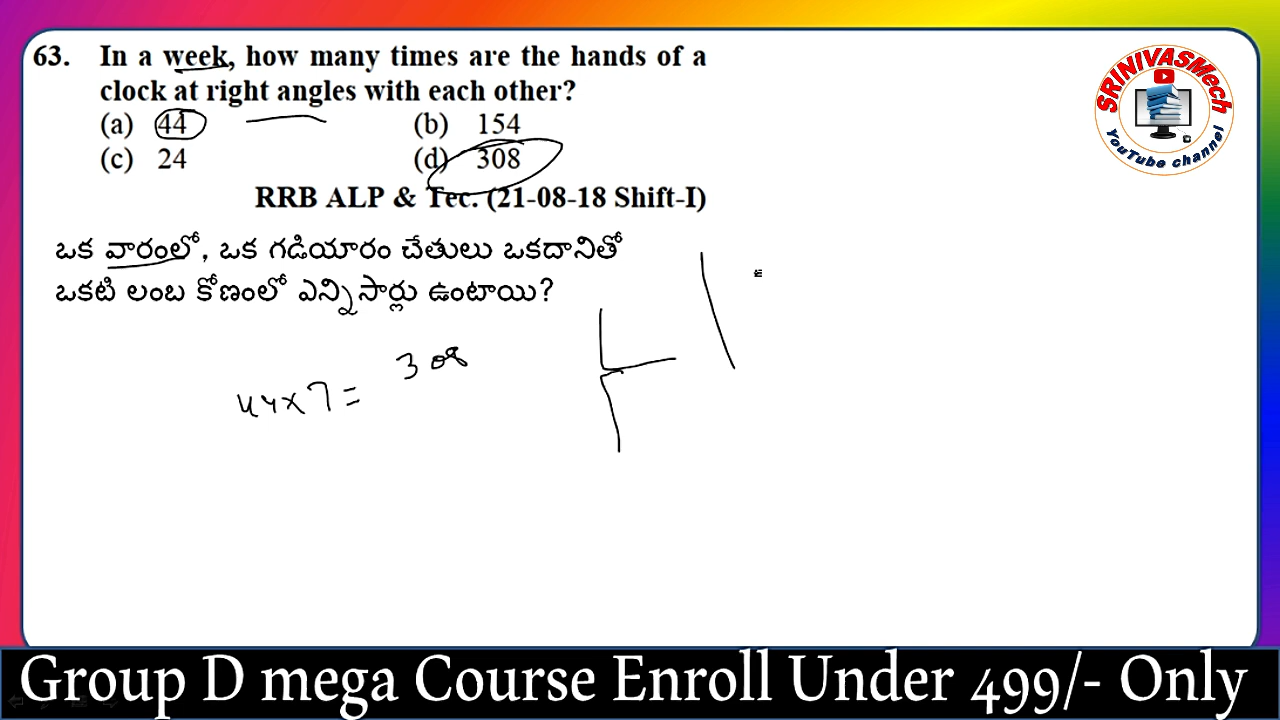 63. In a week, how many times are the hands of a
clock at right angles with each other?
(a) 44 (b) 154
(c) 24 (d) 308
RRB ALP & Tec. (21-08-18 Shift-I)
ఒక వారంలో, ఒక గడియారం చేతులు ఒకదానితో
ఒకటి లంబ కోణంలో ఎన్నిసార్లు ఉంటాయి?
44x7= 308
SRINIVASMech
YouTube channel
Group D mega Course Enroll Under 499/- Only